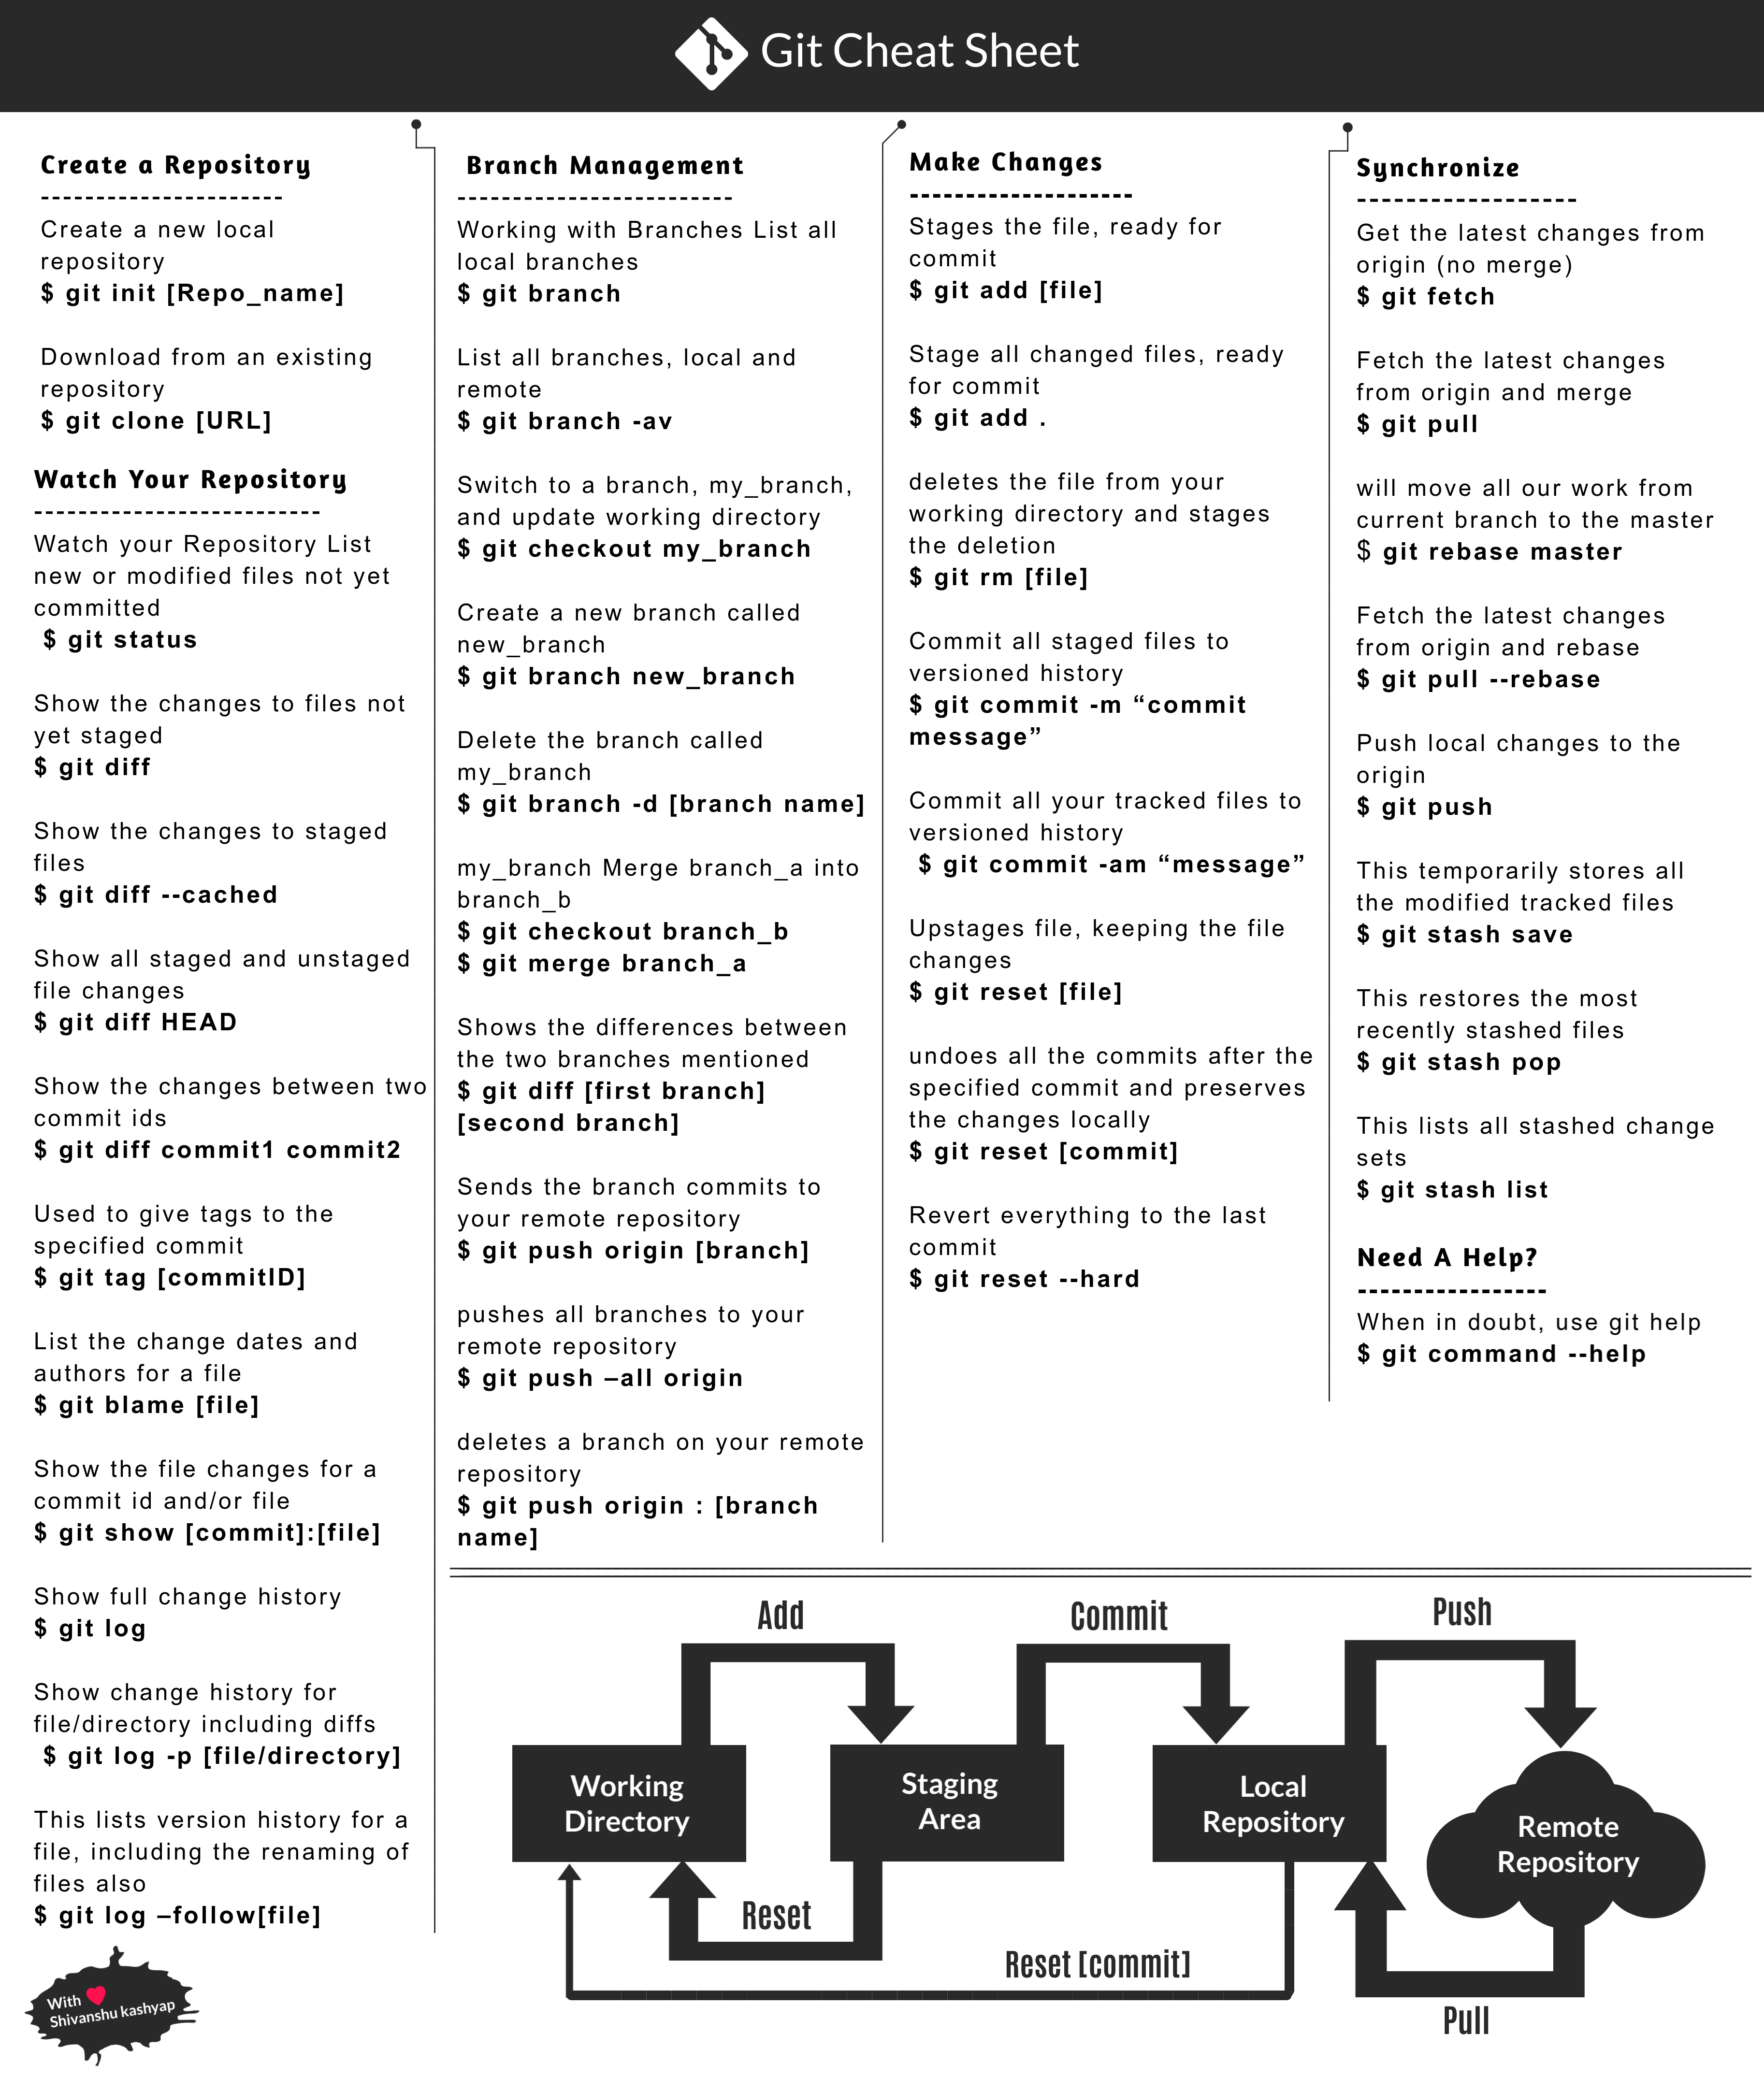 Git Cheat Sheet
Create a Repository
----------------------
Create a new local
repository
$ git init [Repo_name]
Download from an existing
repository
$ git clone [URL]
Watch Your Repository
--------------------------
Watch your Repository List
new or modified files not yet
committed
$ git status
Show the changes to files not
yet staged
$ git diff
Show the changes to staged
files
$ git diff --cached
Show all staged and unstaged
file changes
$ git diff HEAD
Show the changes between two
commit ids
$ git diff commit1 commit2
Used to give tags to the
specified commit
$ git tag [commitID]
List the change dates and
authors for a file
$ git blame [file]
Show the file changes for a
commit id and/or file
$ git show [commit]:[file]
Show full change history
$ git log
Show change history for
file/directory including diffs
$ git log -p [file/directory]
This lists version history for a
file, including the renaming of
files also
$ git log –follow[file]
With
Shivanshu kashyap
Branch Management
-------------------------
Working with Branches List all
local branches
$ git branch
List all branches, local and
remote
$ git branch -av
Switch to a branch, my_branch,
and update working directory
$ git checkout my_branch
Create a new branch called
new_branch
$ git branch new_branch
Delete the branch called
my_branch
$ git branch -d [branch name]
my_branch Merge branch_a into
branch_b
$ git checkout branch_b
$ git merge branch_a
Shows the differences between
the two branches mentioned
$ git diff [first branch]
[second branch]
Sends the branch commits to
your remote repository
$ git push origin [branch]
pushes all branches to your
remote repository
$ git push –all origin
deletes a branch on your remote
repository
$ git push origin : [branch
name]
Make Changes
--------------------
Stages the file, ready for
commit
$ git add [file]
Stage all changed files, ready
for commit
$ git add .
deletes the file from your
working directory and stages
the deletion
$ git rm [file]
Commit all staged files to
versioned history
$ git commit -m “commit
message”
Commit all your tracked files to
versioned history
$ git commit -am “message”
Upstages file, keeping the file
changes
$ git reset [file]
undoes all the commits after the
specified commit and preserves
the changes locally
$ git reset [commit]
Revert everything to the last
commit
$ git reset --hard
Synchronize
--------------------
Get the latest changes from
origin (no merge)
$ git fetch
Fetch the latest changes
from origin and merge
$ git pull
will move all our work from
current branch to the master
$ git rebase master
Fetch the latest changes
from origin and rebase
$ git pull --rebase
Push local changes to the
origin
$ git push
This temporarily stores all
the modified tracked files
$ git stash save
This restores the most
recently stashed files
$ git stash pop
This lists all stashed change
sets
$ git stash list
Need A Help?
-----------------
When in doubt, use git help
$ git command --help
Add
Commit
Push
Working
Directory
Staging
Area
Local
Repository
Remote
Repository
Reset
Reset [commit]
Pull